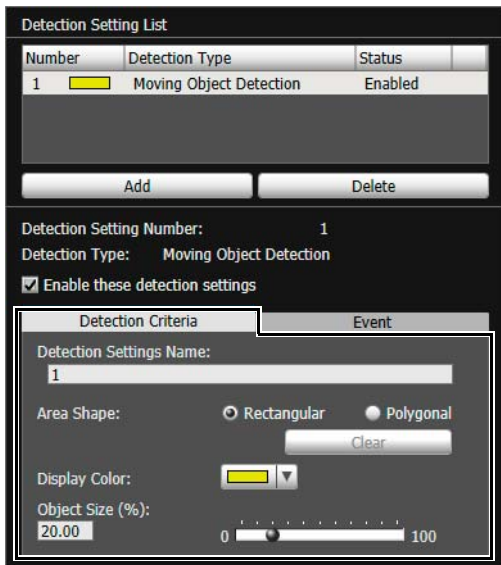 Detection Setting List
Number Detection Type Status
1 Moving Object Detection Enabled
Add Delete
Detection Setting Number: 1
Detection Type: Moving Object Detection
Enable these detection settings
Detection Criteria Event
Detection Settings Name:
1
Area Shape: Rectangular Polygonal
Clear
Display Color:
Object Size (%):
20.00 0 100